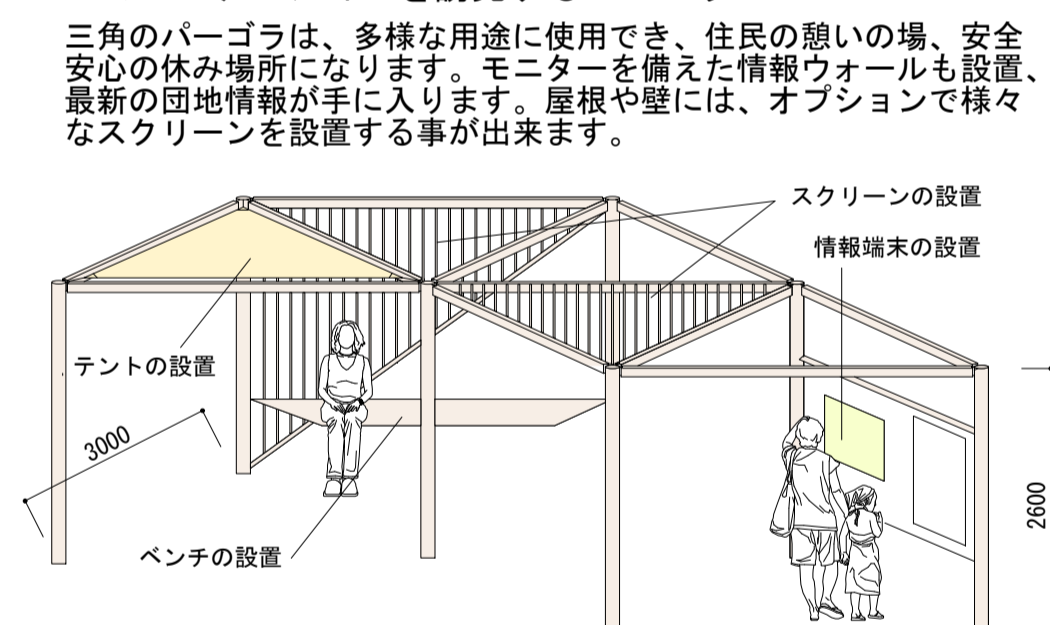 三角のパーゴラは、多様な用途に使用でき、住民の憩いの場、安全
安心の休み場所になります。モニターを備えた情報ウォールも設置、
最新の団地情報が手に入ります。屋根や壁には、オプションで様々
なスクリーンを設置する事が出来ます。
スクリーンの設置
情報端末の設置
テントの設置
3000
2600
ベンチの設置